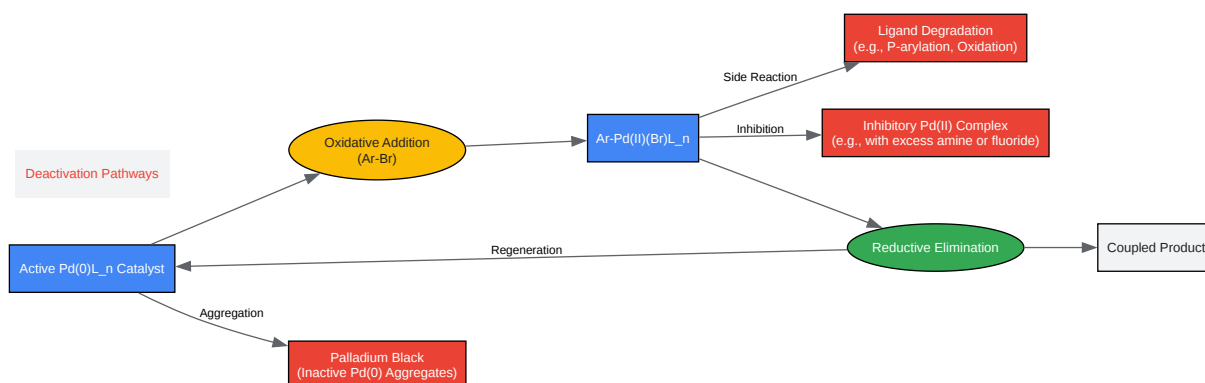 Ligand Degradation
(e.g., P-arylation, Oxidation)
Side Reaction
Oxidative Addition
(Ar-Br)
Ar-Pd(II)(Br)L_n
Inhibition
Inhibitory Pd(II) Complex
(e.g., with excess amine or fluoride)
Deactivation Pathways
Active Pd(0)L_n Catalyst
Regeneration
Reductive Elimination
Coupled Product
Aggregation
Palladium Black
(Inactive Pd(0) Aggregates)